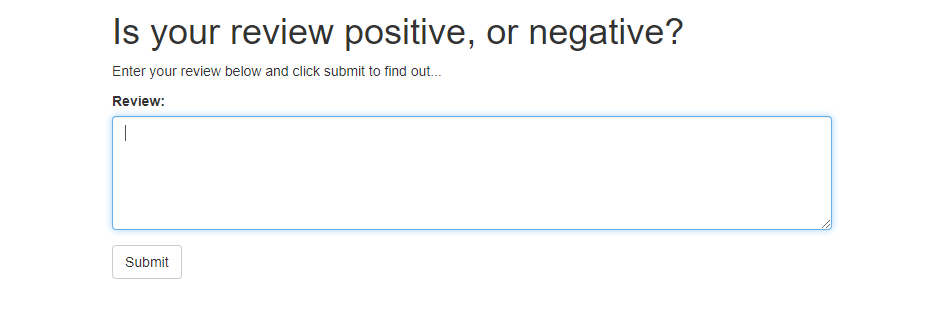 Is your review positive, or negative?
Enter your review below and click submit to find out...
Review:
Submit